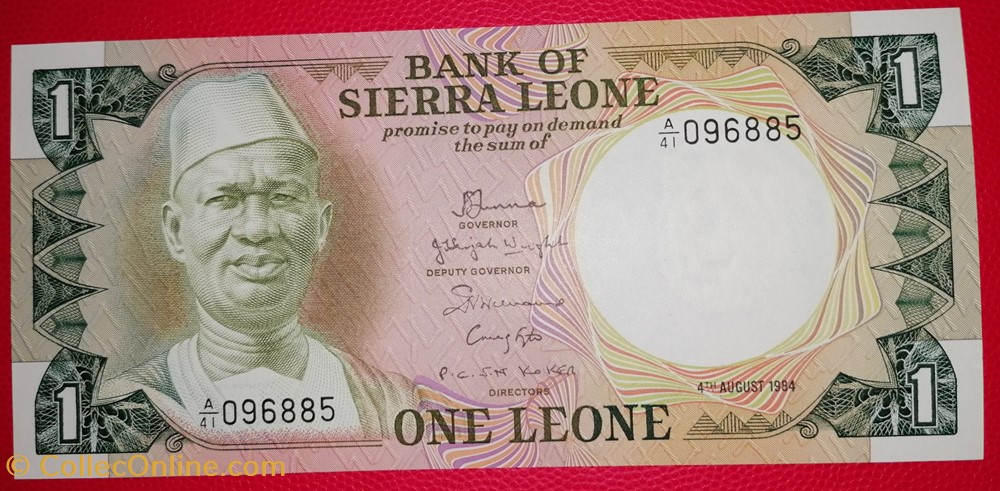 1
1
BANK OF
SIERRA LEONE
promise to pay on demand
the sum of
A/41 096885
GOVERNOR
DEPUTY GOVERNOR
P.C. S.N KOKER
DIRECTORS
4TH AUGUST 1984
A/41 096885
ONE LEONE
1
1
© CollecOnline.com